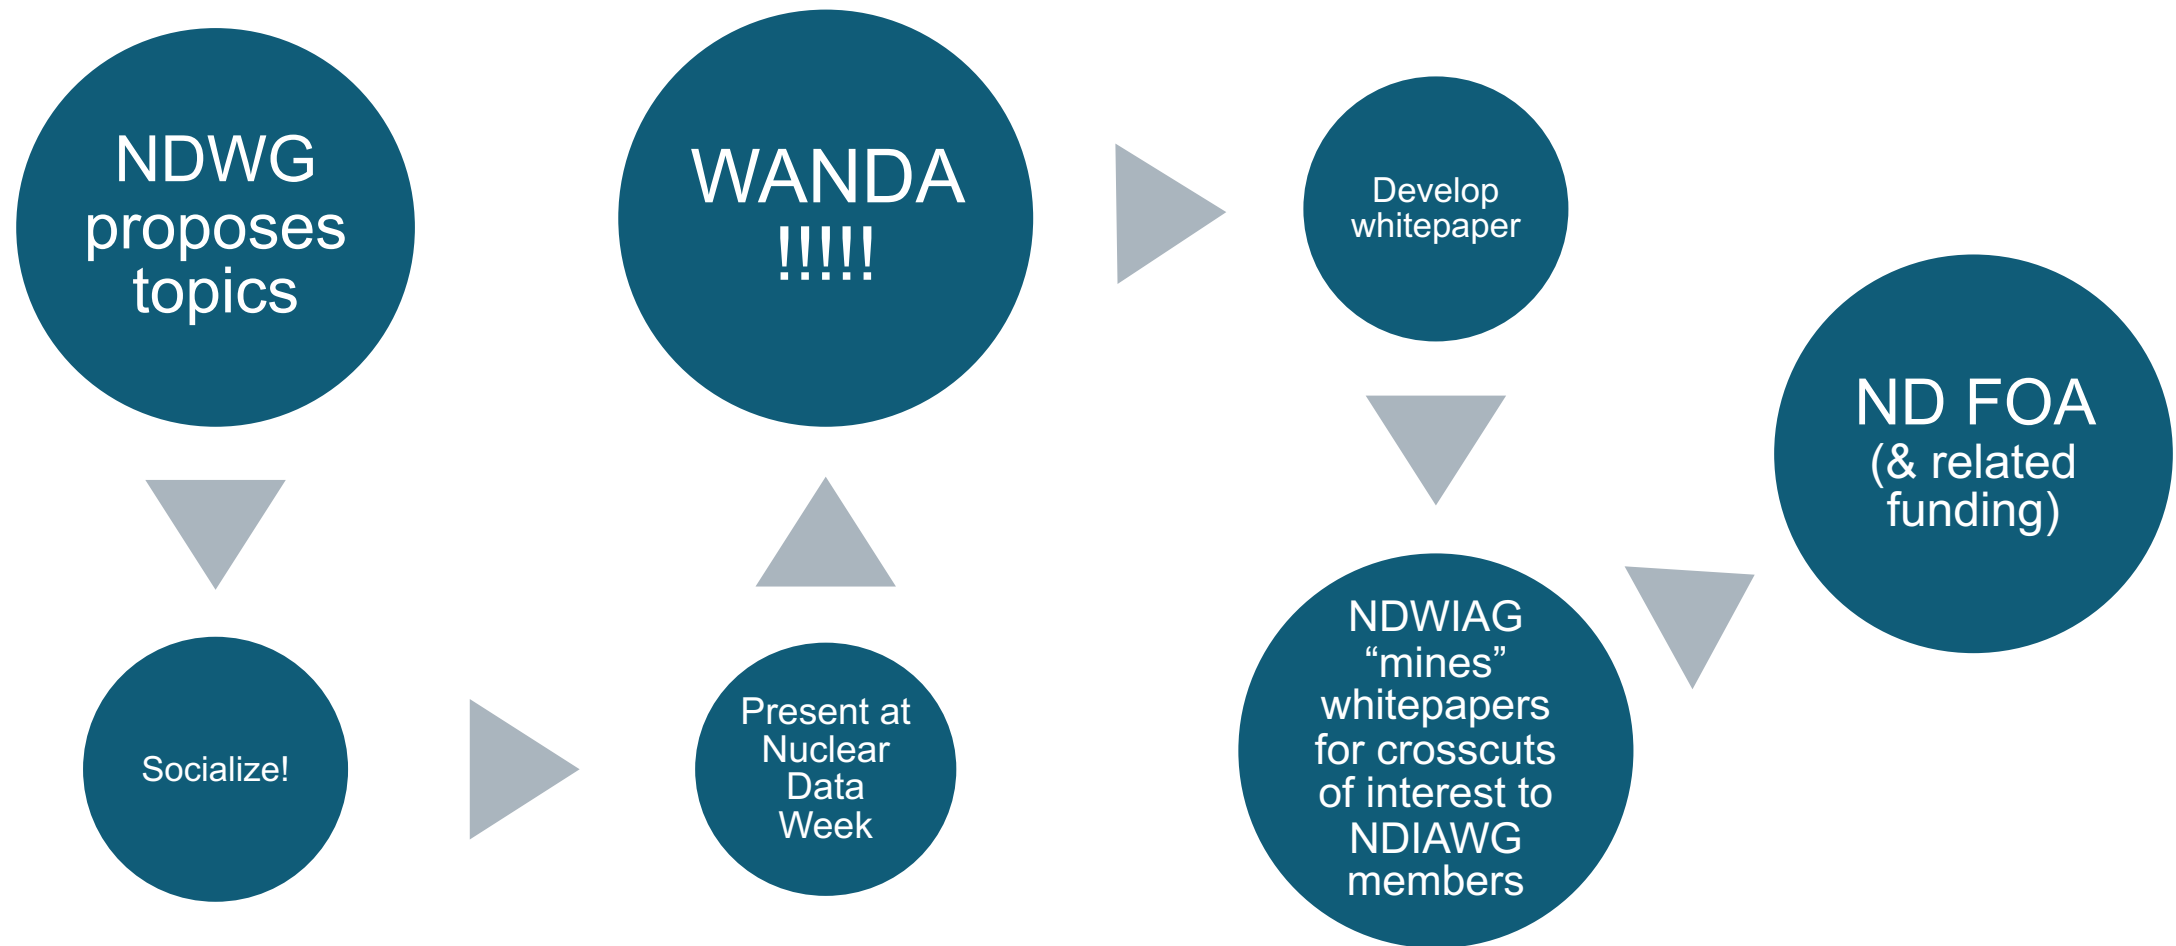 NDWG
proposes
topics
Socialize!
Present at
Nuclear
Data
Week
WANDA
!!!!!
Develop
whitepaper
NDWIAG
“mines”
whitepapers
for crosscuts
of interest to
NDIAWG
members
ND FOA
(& related
funding)